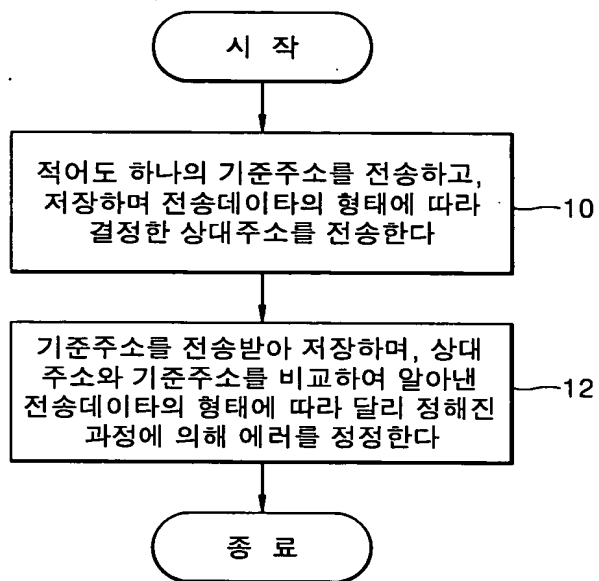 시 작
적어도 하나의 기준주소를 전송하고,
저장하며 전송데이타의 형태에 따라
결정한 상대주소를 전송한다
10
기준주소를 전송받아 저장하며, 상대
주소와 기준주소를 비교하여 알아낸
전송데이타의 형태에 따라 달리 정해진
과정에 의해 에러를 정정한다
12
종 료